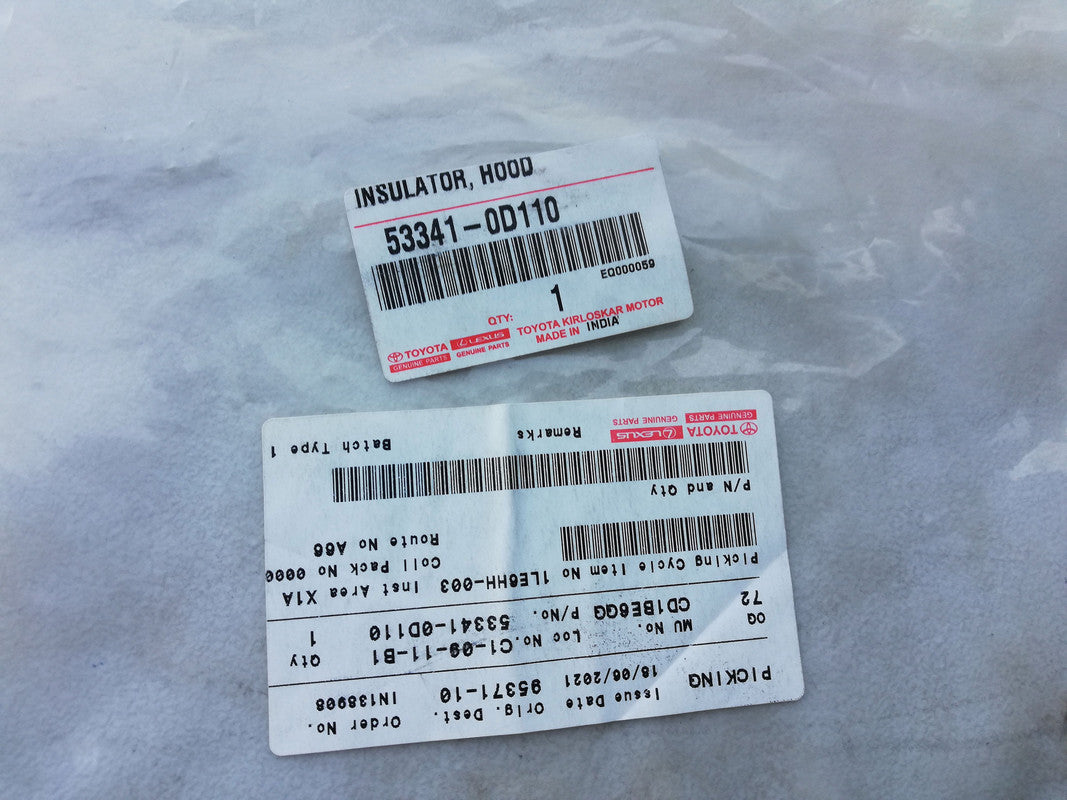 INSULATOR, HOOD
53341-0D110
EQ000059
QTY: 1
TOYOTA GENUINE PARTS
LEXUS GENUINE PARTS
TOYOTA KIRLOSKAR MOTOR
MADE IN INDIA
PICKING
Issue Date 18/06/2021
Orig. Dest. 95371-10
Order No. IN138908
OG 72
MU No. CD1BE6QG
Loc No. C1-09-11-B1
P/No. 53341-0D110
Qty 1
Picking Cycle Item No 1LE6HH-003 Inst Area X1A
Coll Pack No 0000
Route No A66
P/N and Qty
TOYOTA GENUINE PARTS
LEXUS GENUINE PARTS
Remarks
Batch Type 1